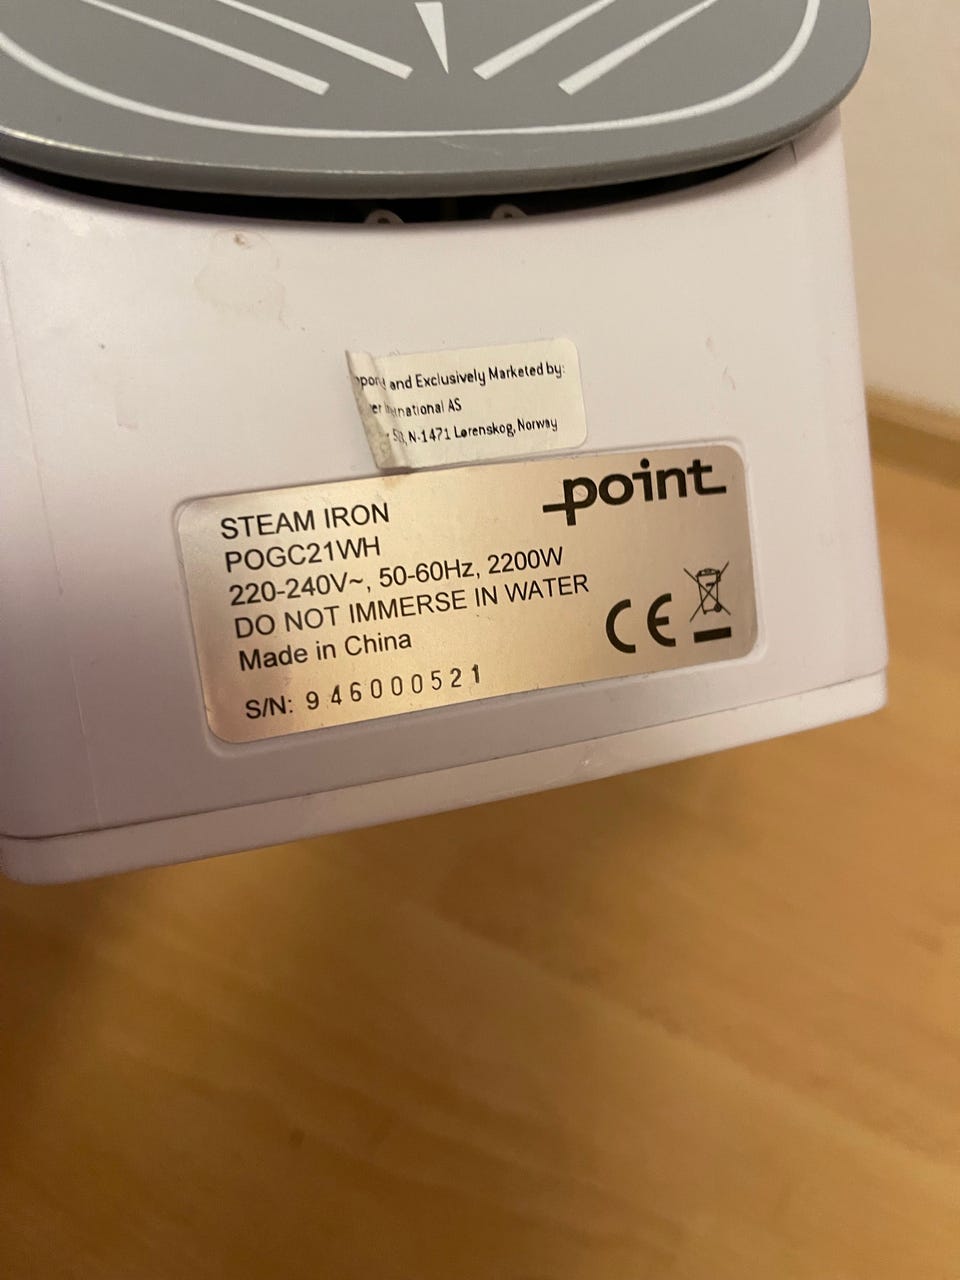 and Exclusively Marketed by:
AS
N-1471 Lørenskog, Norway
point
STEAM IRON
POGC21WH
220-240V~, 50-60Hz, 2200W
DO NOT IMMERSE IN WATER
Made in China
CE
S/N: 946000521